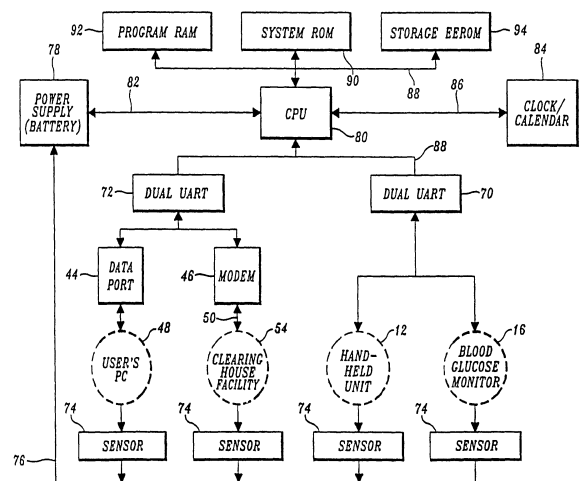 92
PROGRAM RAM
SYSTEM ROM
STORAGE EEROM
94
78
90
88
84
POWER
SUPPLY
(BATTERY)
82
CPU
80
86
CLOCK/
CALENDAR
88
72
DUAL UART
DUAL UART
70
44
DATA
PORT
46
MODEM
48
50
54
12
16
USER'S
PC
CLEARING
HOUSE
FACILITY
HAND-
HELD
UNIT
BLOOD
GLUCOSE
MONITOR
74
SENSOR
74
SENSOR
74
SENSOR
74
SENSOR
76